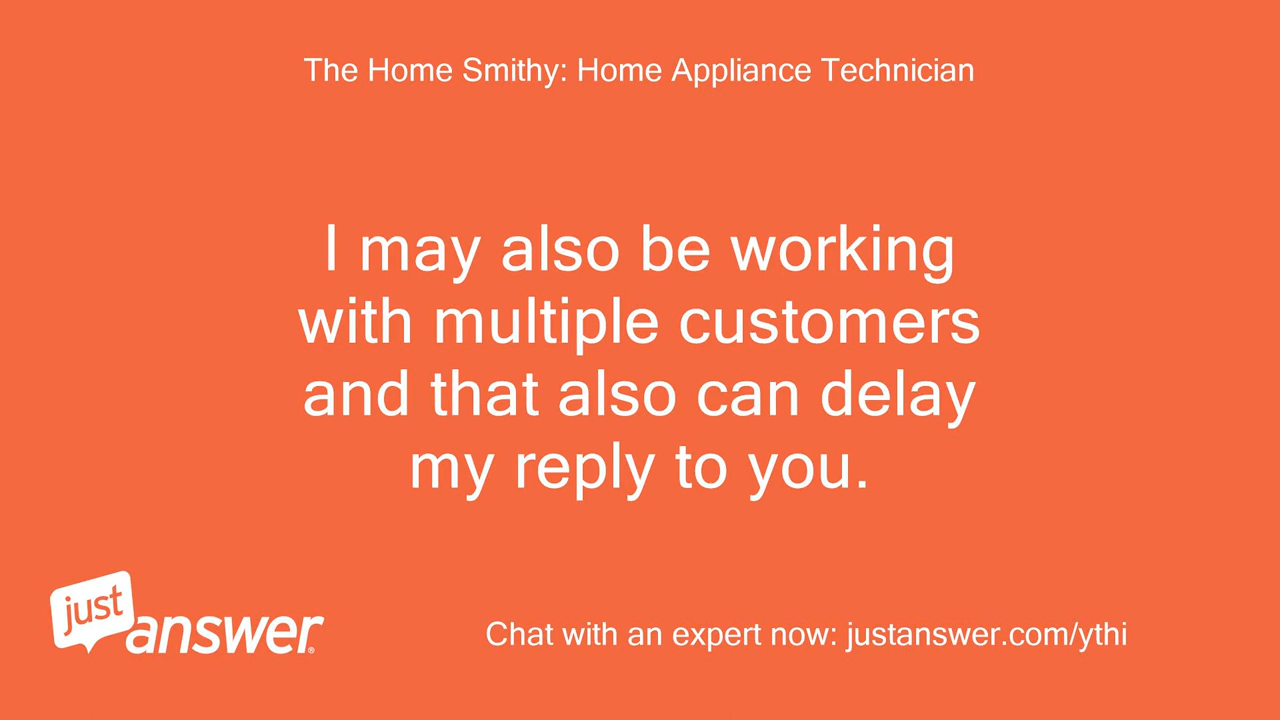 The Home Smithy: Home Appliance Technician
I may also be working
with multiple customers
and that also can delay
my reply to you.
just
answer®
Chat with an expert now: justanswer.com/ythi